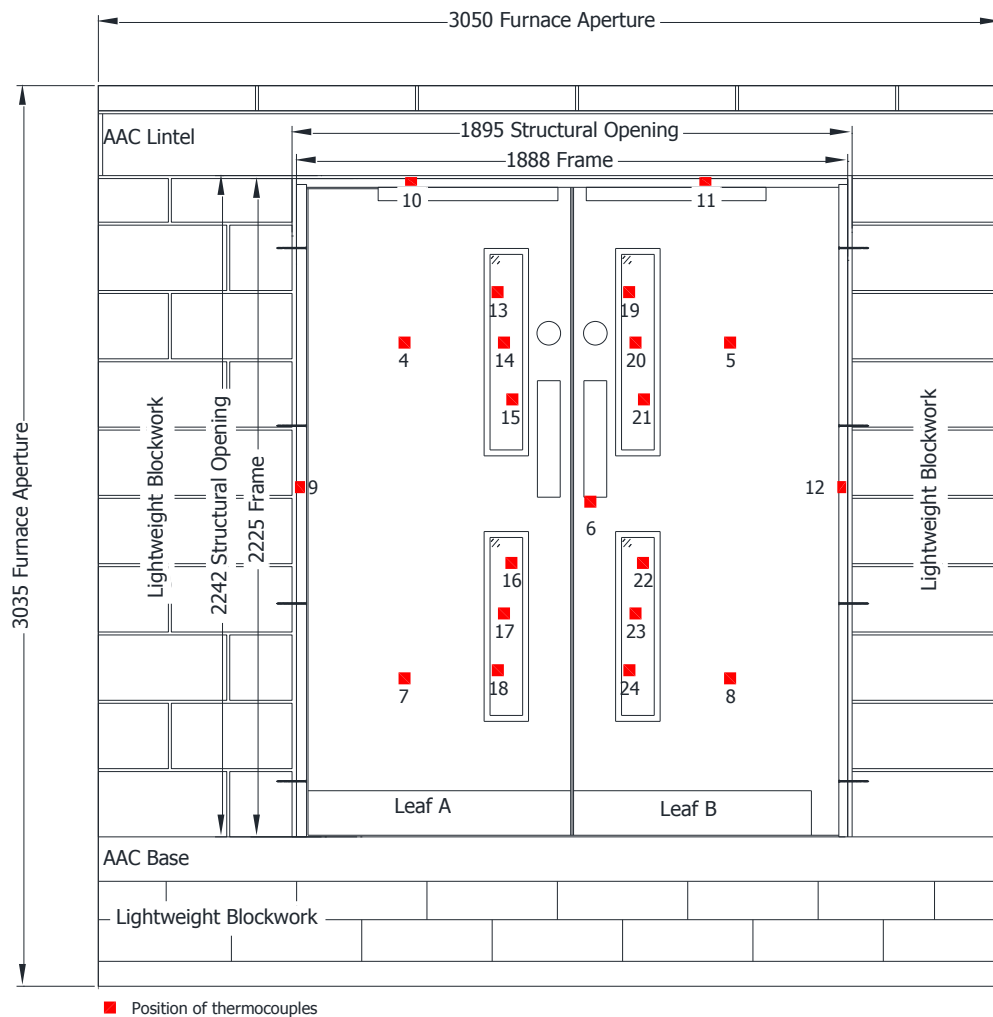 3050 Furnace Aperture
AAC Lintel
1895 Structural Opening
1888 Frame
10
11
13
19
4
14
20
5
15
21
Lightweight Blockwork
2242 Structural Opening
2225 Frame
3035 Furnace Aperture
Lightweight Blockwork
9
12
6
16
22
17
23
7
18
24
8
Leaf A
Leaf B
AAC Base
Lightweight Blockwork
Position of thermocouples